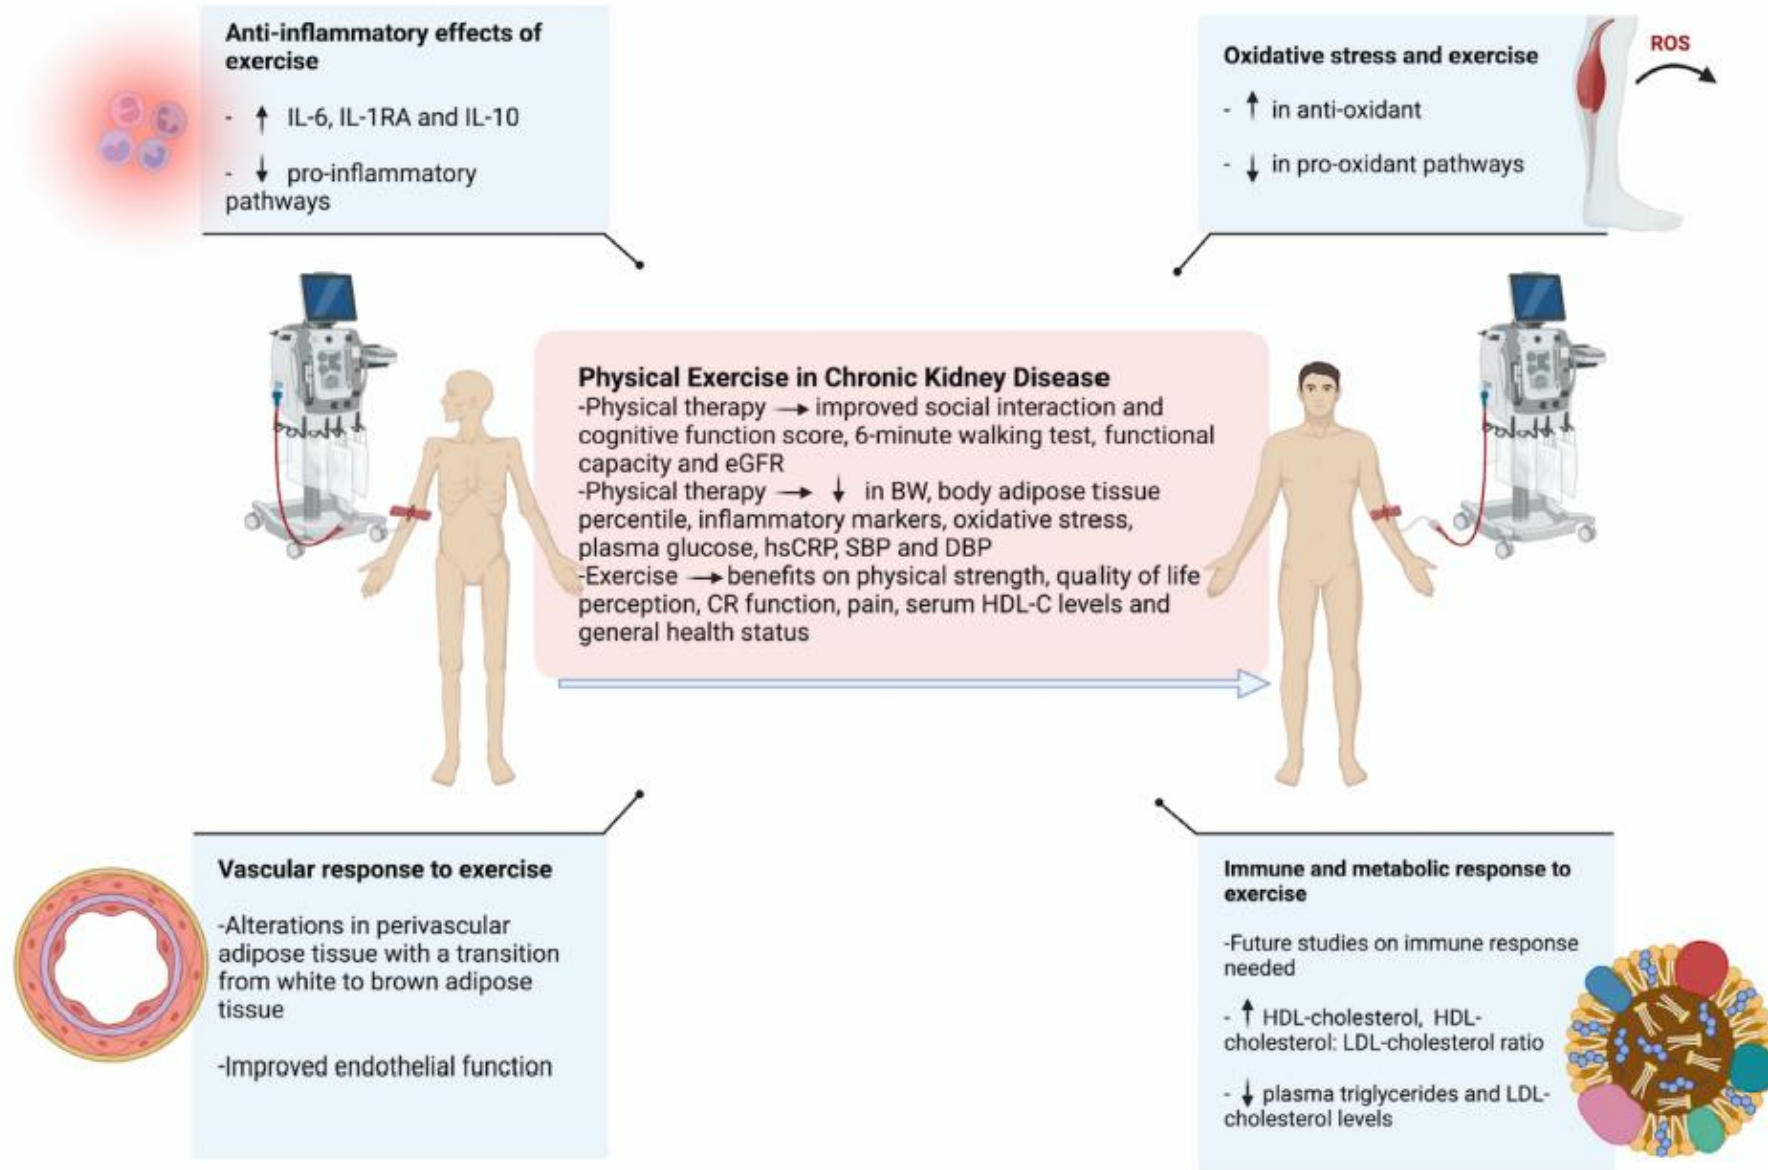 Anti-inflammatory effects of
exercise
- ↑ IL-6, IL-1RA and IL-10
- ↓ pro-inflammatory
pathways
Oxidative stress and exercise
- ↑ in anti-oxidant
- ↓ in pro-oxidant pathways
ROS
Physical Exercise in Chronic Kidney Disease
-Physical therapy → improved social interaction and
cognitive function score, 6-minute walking test, functional
capacity and eGFR
-Physical therapy → ↓ in BW, body adipose tissue
percentile, inflammatory markers, oxidative stress,
plasma glucose, hsCRP, SBP and DBP
-Exercise → benefits on physical strength, quality of life
perception, CR function, pain, serum HDL-C levels and
general health status
Vascular response to exercise
-Alterations in perivascular
adipose tissue with a transition
from white to brown adipose
tissue
-Improved endothelial function
Immune and metabolic response to
exercise
-Future studies on immune response
needed
- ↑ HDL-cholesterol, HDL-
cholesterol: LDL-cholesterol ratio
- ↓ plasma triglycerides and LDL-
cholesterol levels